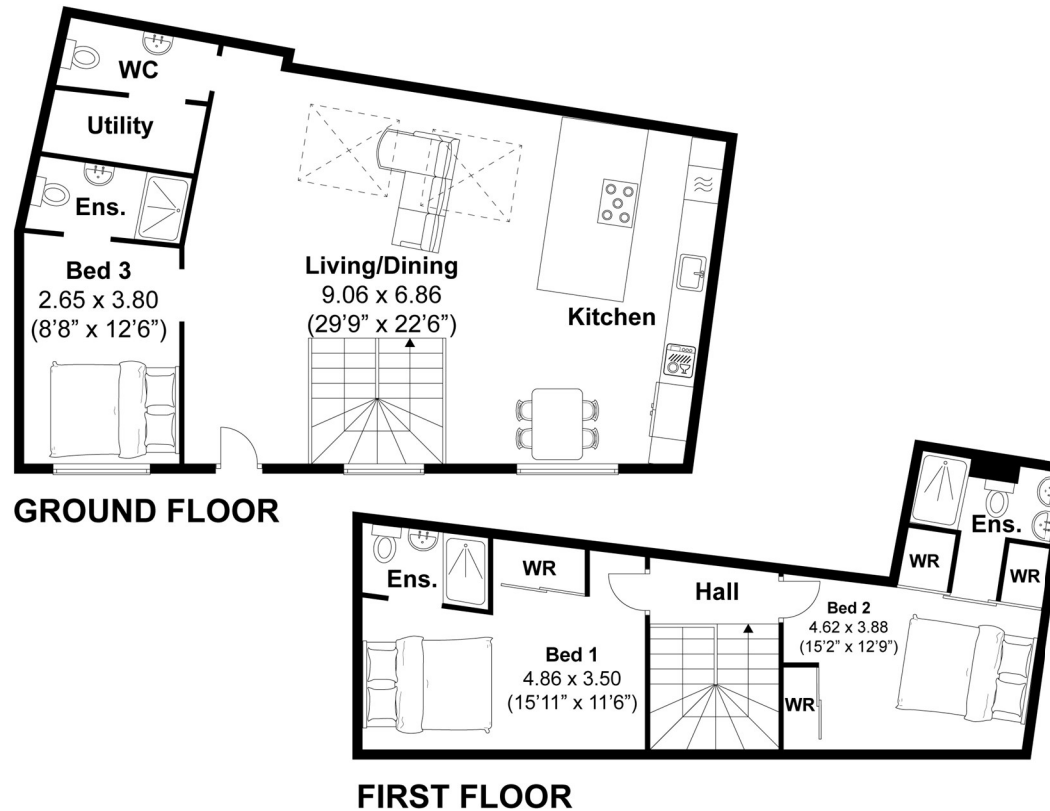 WC
Utility
Ens.
Bed 3
2.65 x 3.80
(8’8” x 12’6”)
Living/Dining
9.06 x 6.86
(29’9” x 22’6”)
Kitchen
GROUND FLOOR
Ens.
WR
Hall
Bed 1
4.86 x 3.50
(15’11” x 11’6”)
Bed 2
4.62 x 3.88
(15’2” x 12’9”)
WR
Ens.
WR
WR
FIRST FLOOR